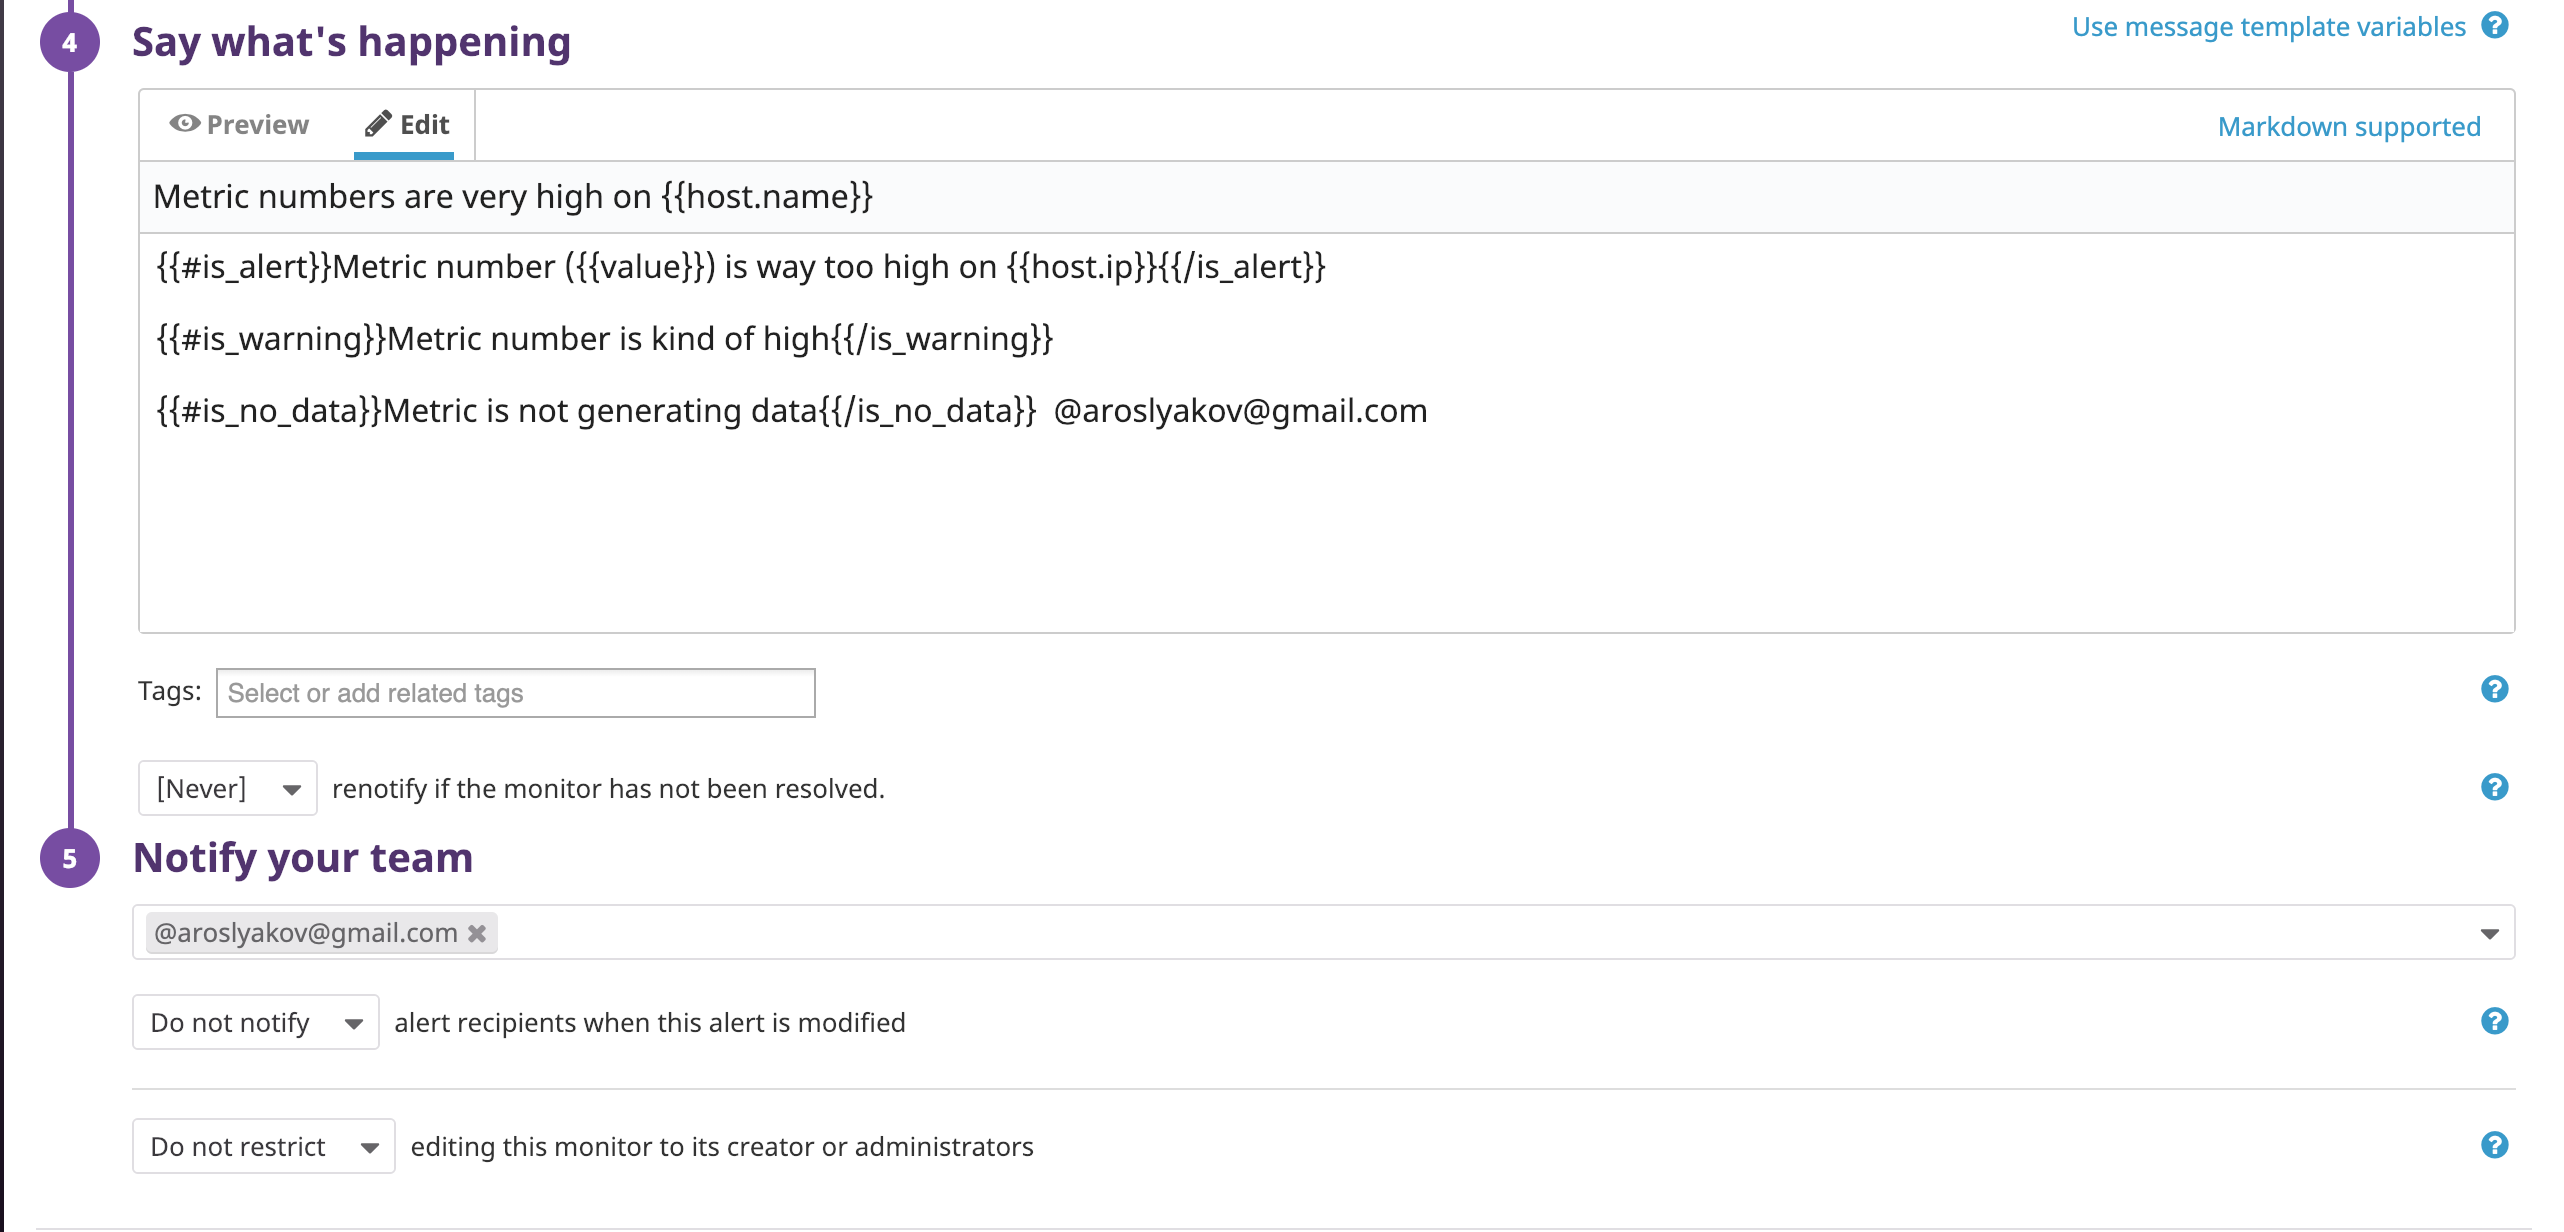 4
Say what's happening
Use message template variables ?
Preview Edit
Markdown supported
Metric numbers are very high on {{host.name}}
{{#is_alert}}Metric number ({{value}}) is way too high on {{host.ip}}{{/is_alert}}
{{#is_warning}}Metric number is kind of high{{/is_warning}}
{{#is_no_data}}Metric is not generating data{{/is_no_data}}  @aroslyakov@gmail.com
Tags: Select or add related tags ?
[Never] renotify if the monitor has not been resolved. ?
5
Notify your team
@aroslyakov@gmail.com
Do not notify alert recipients when this alert is modified ?
Do not restrict editing this monitor to its creator or administrators ?